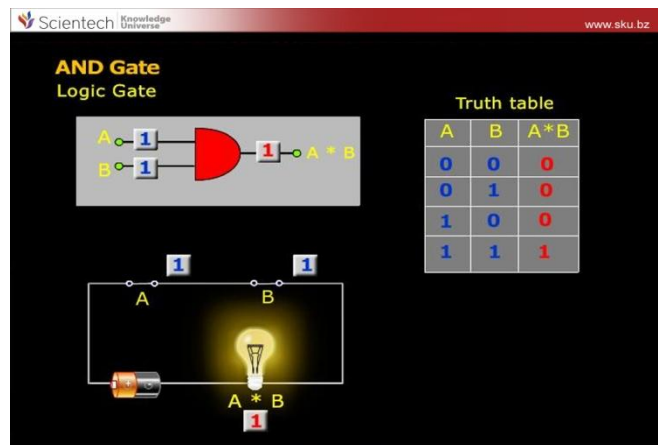 Scientech Knowledge Universe
www.sku.bz
AND Gate
Logic Gate
A 1
1 A * B
B 1
Truth table
A B A*B
0 0 0
0 1 0
1 0 0
1 1 1
1 1
A B
A * B
1